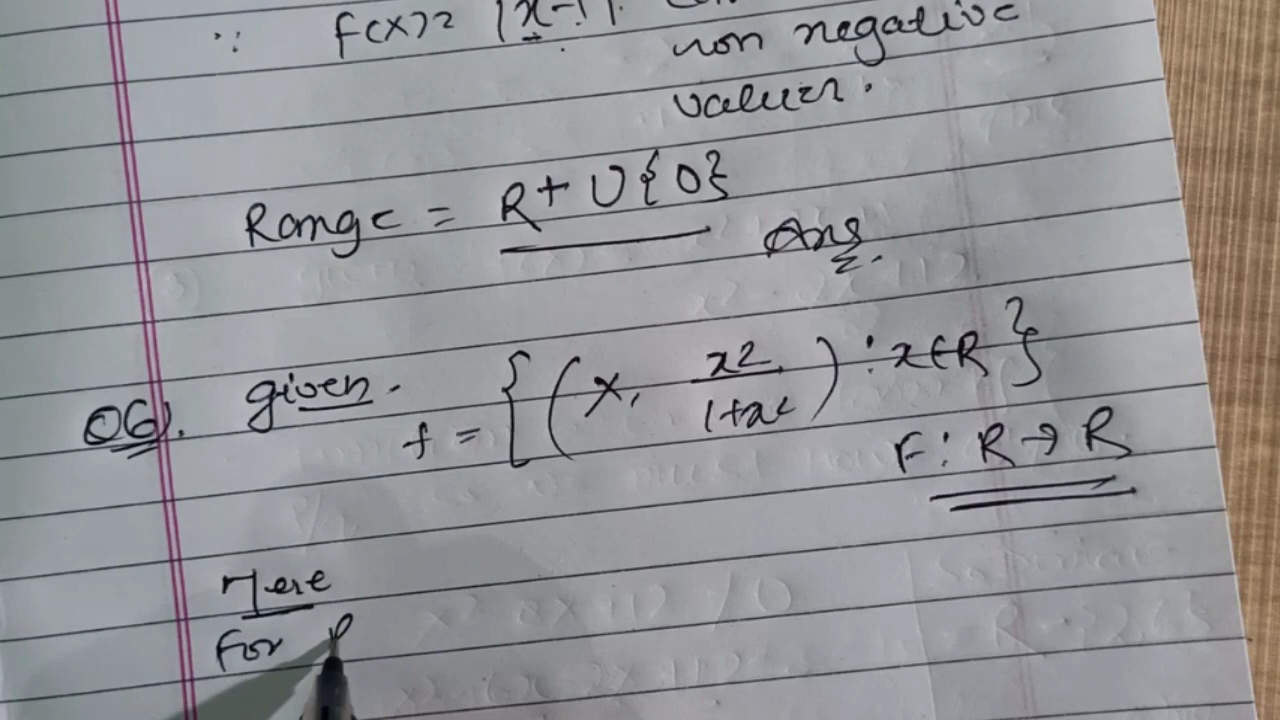 ∵ f(x) = |x-1|
non negative
values.
Range = R+ U {0}
Ans
Q6). given.
f = { ( x, x2/1+x2 ) : x∈R }
F : R → R
Here
For